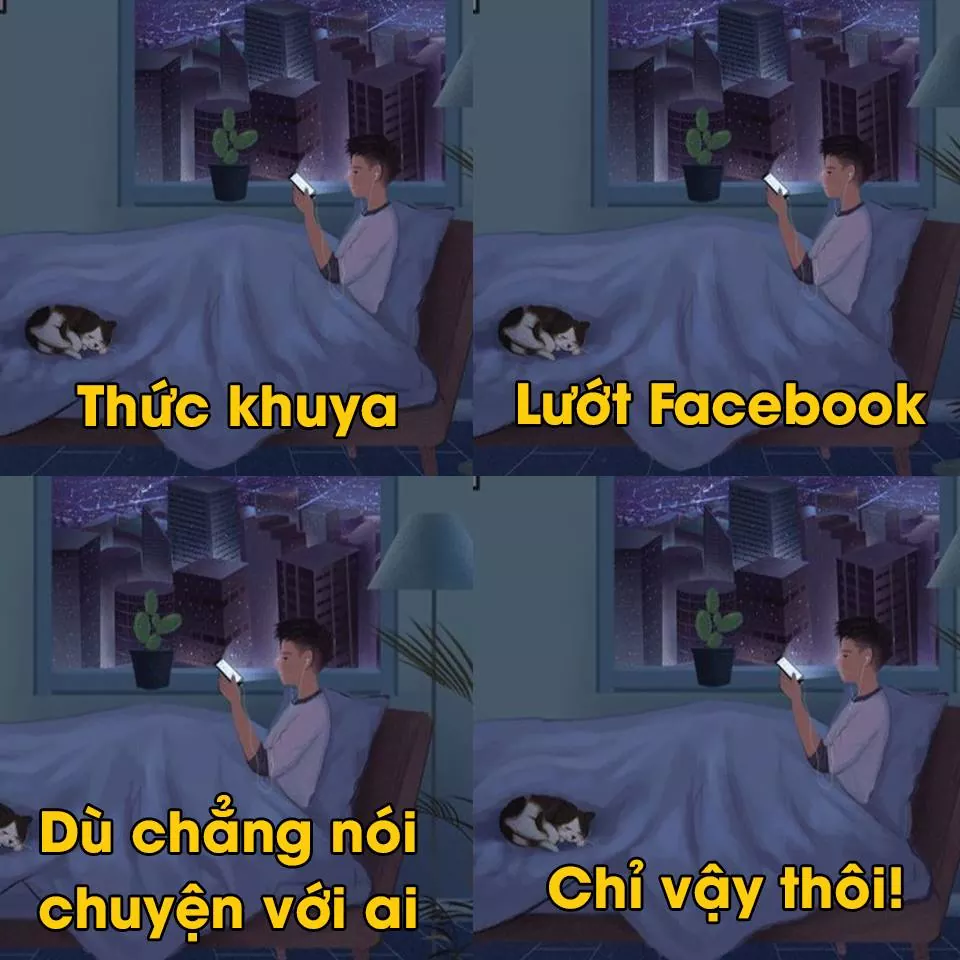 Thức khuya
Lướt Facebook
Dù chẳng nói
chuyện với ai
Chỉ vậy thôi!